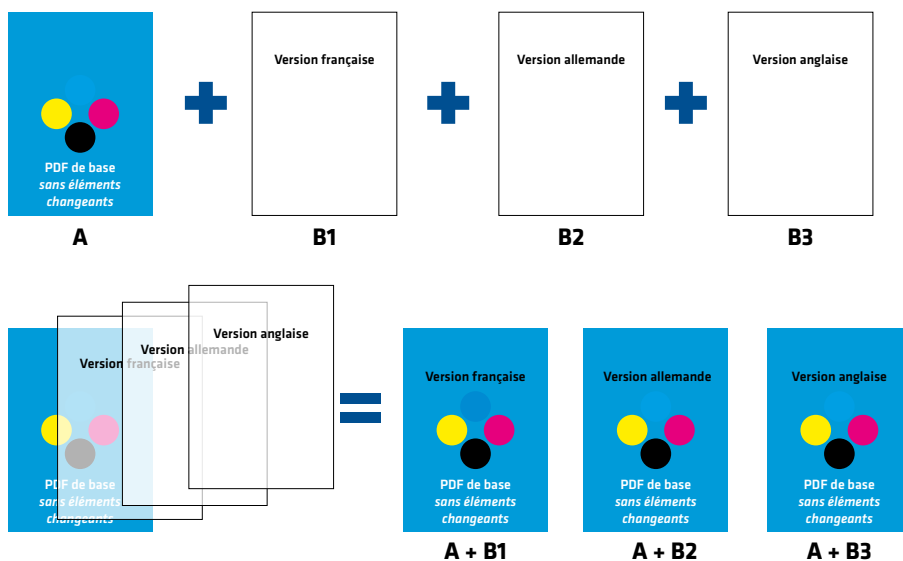 Version française
Version allemande
Version anglaise
PDF de base
sans éléments
changeants
A
B1
B2
B3
Version anglaise
Version allemande
Version française
PDF de base
sans éléments
changeants
Version française
PDF de base
sans éléments
changeants
Version allemande
PDF de base
sans éléments
changeants
Version anglaise
PDF de base
sans éléments
changeants
A + B1
A + B2
A + B3